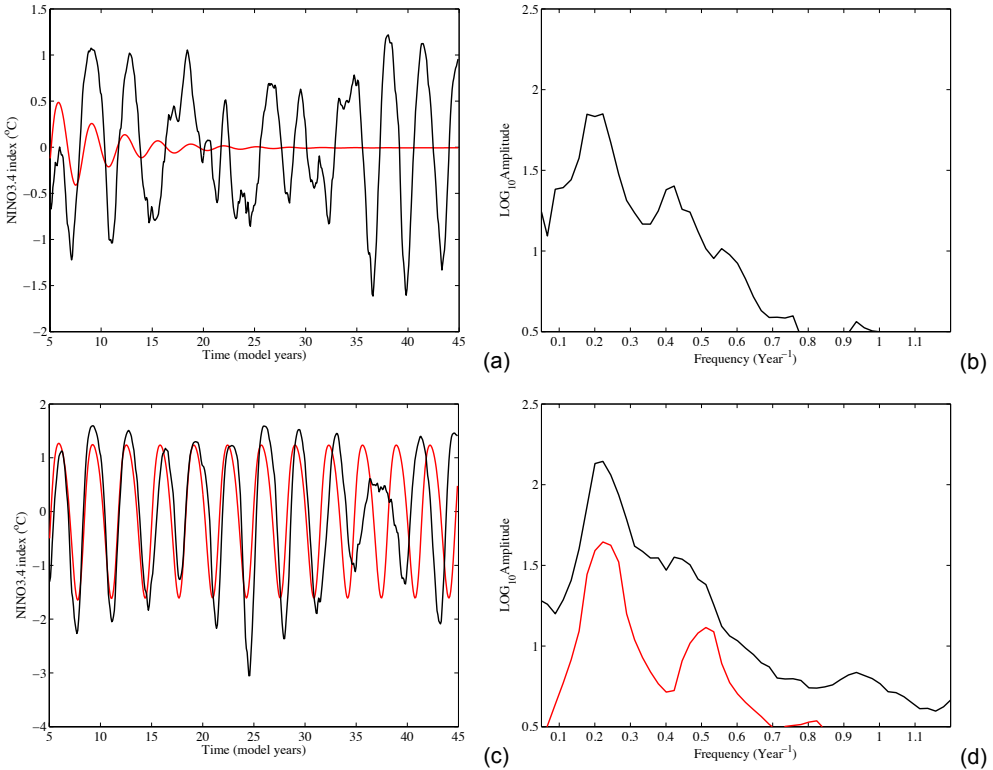 1.5
1
0.5
0
−0.5
−1
−1.5
−2
NINO3.4 index (°C)
5 10 15 20 25 30 35 40 45
Time (model years)
(a)
2.5
2
1.5
1
0.5
LOG10Amplitude
0.1 0.2 0.3 0.4 0.5 0.6 0.7 0.8 0.9 1 1.1
Frequency (Year−1)
(b)
2
1
0
−1
−2
−3
−4
NINO3.4 index (°C)
5 10 15 20 25 30 35 40 45
Time (model years)
(c)
2.5
2
1.5
1
0.5
LOG10Amplitude
0.1 0.2 0.3 0.4 0.5 0.6 0.7 0.8 0.9 1 1.1
Frequency (Year−1)
(d)